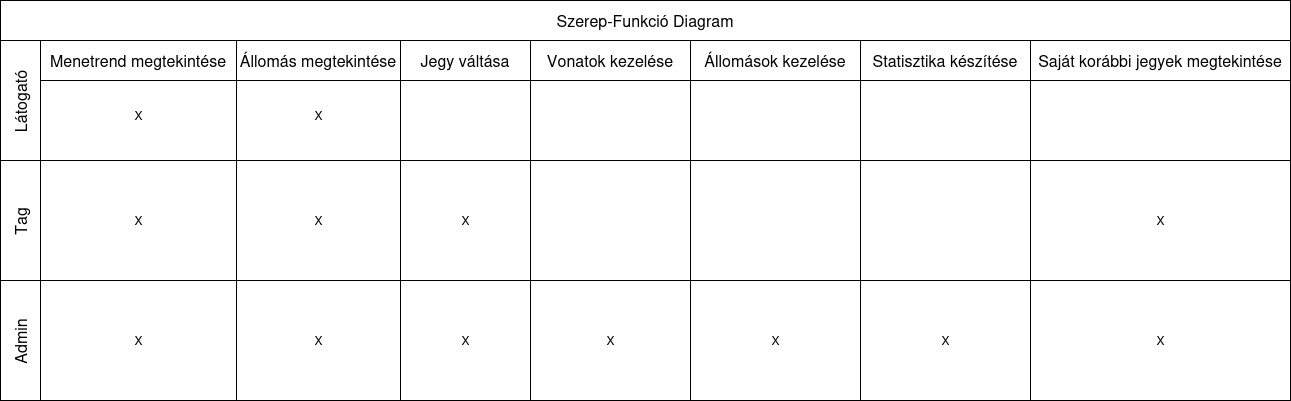 Szerep-Funkció Diagram
Menetrend megtekintése Állomás megtekintése Jegy váltása Vonatok kezelése Állomások kezelése Statisztika készítése Saját korábbi jegyek megtekintése
Látogató x x
Tag x x x x
Admin x x x x x x x